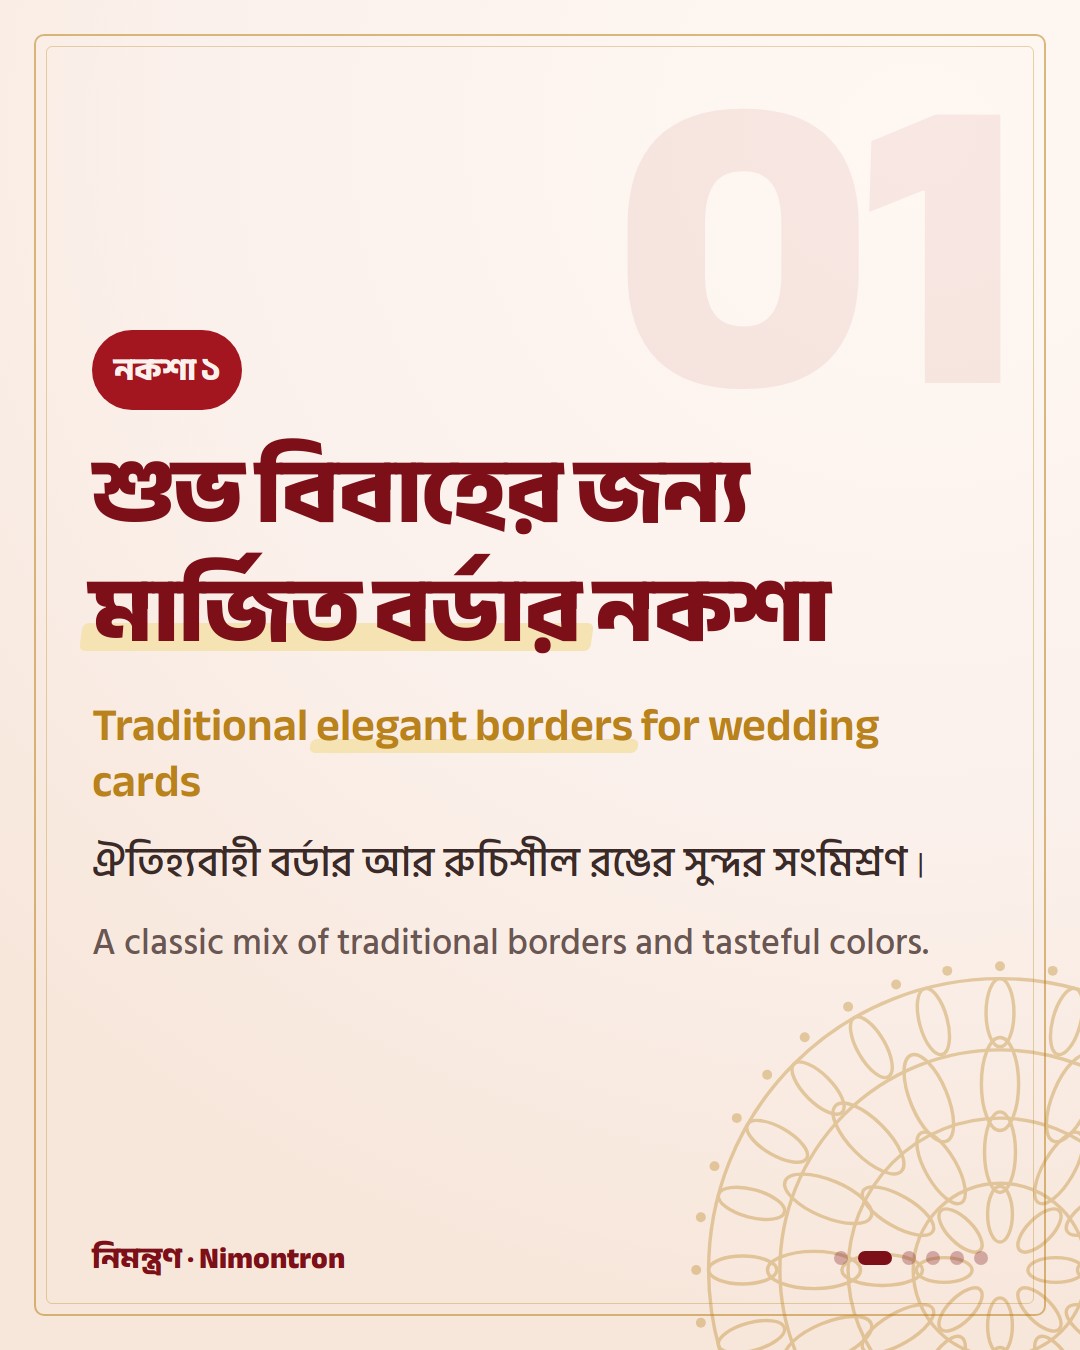 01
নকশা ১
শুভ বিবাহের জন্য
মার্জিত বর্ডার নকশা
Traditional elegant borders for wedding
cards
ঐতিহ্যবাহী বর্ডার আর রুচিশীল রঙের সুন্দর সংমিশ্রণ।
A classic mix of traditional borders and tasteful colors.
নিমন্ত্রণ · Nimontron